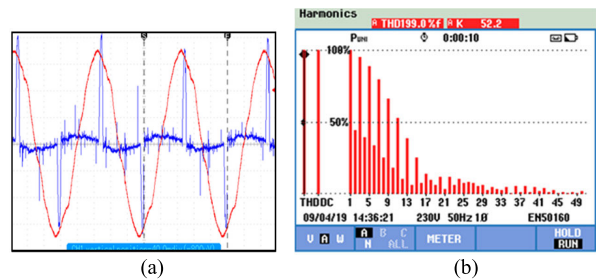 Harmonics
A THD199.0%f A K 52.2
PUNI 0:00:10
100%
50%
THDDC 1 5 9 13 17 21 25 29 33 37 41 45 49
09/04/19 14:36:21 230V 50Hz 1Ø EN50160
V A W A B C N ALL METER HOLD RUN
(a) (b)